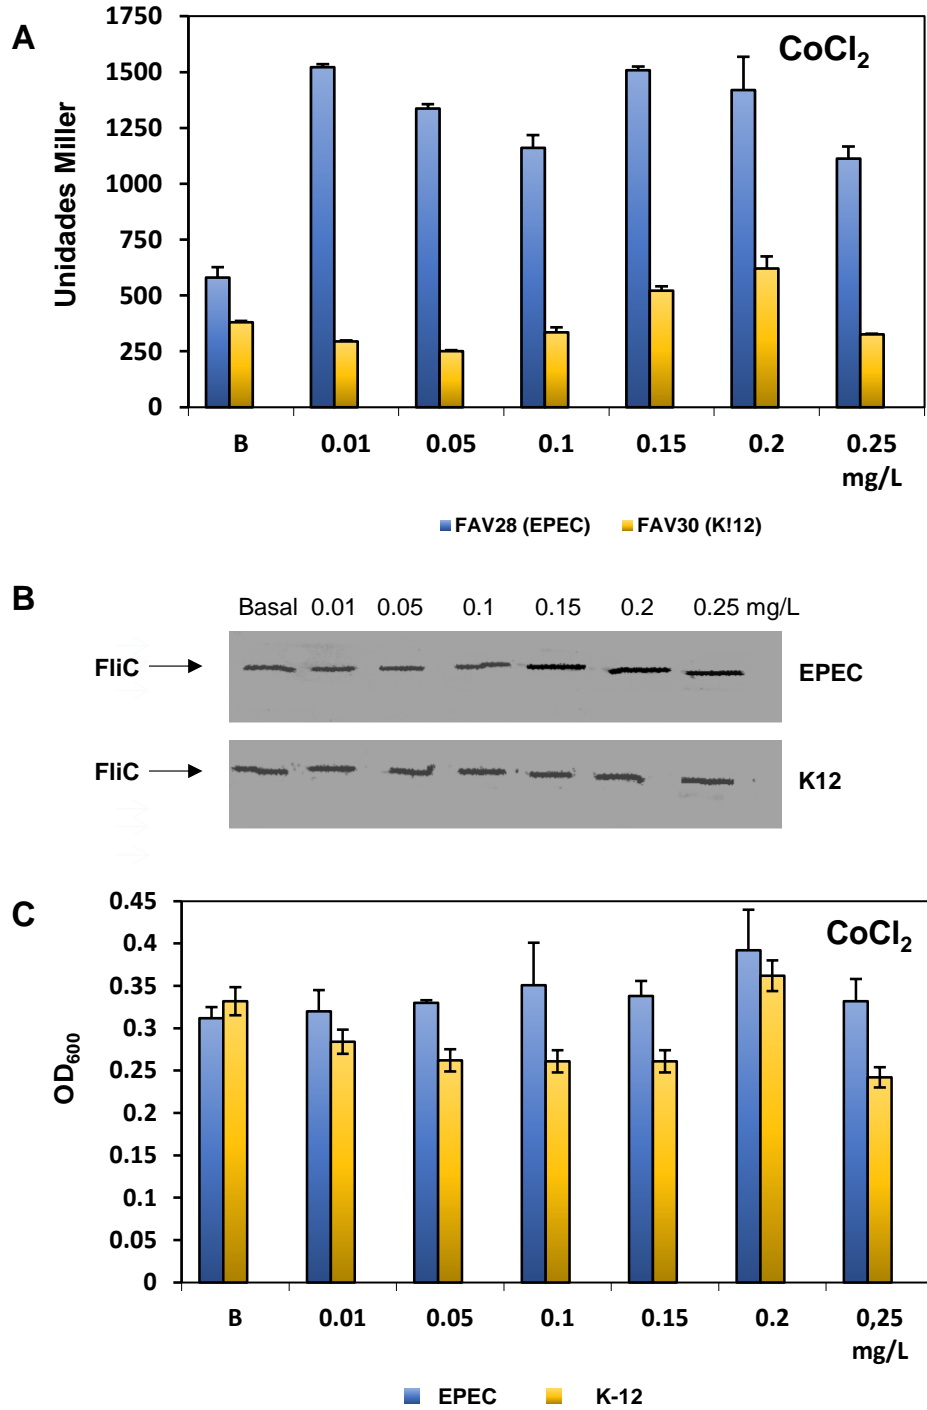 A
CoCl2
Unidades Miller
1750
1500
1250
1000
750
500
250
0
B 0.01 0.05 0.1 0.15 0.2 0.25
mg/L
FAV28 (EPEC) FAV30 (K!12)
B
Basal 0.01 0.05 0.1 0.15 0.2 0.25 mg/L
FliC EPEC
FliC K12
C
CoCl2
OD600
0.45
0.4
0.35
0.3
0.25
0.2
0.15
0.1
0.05
0
B 0.01 0.05 0.1 0.15 0.2 0,25
mg/L
EPEC K-12